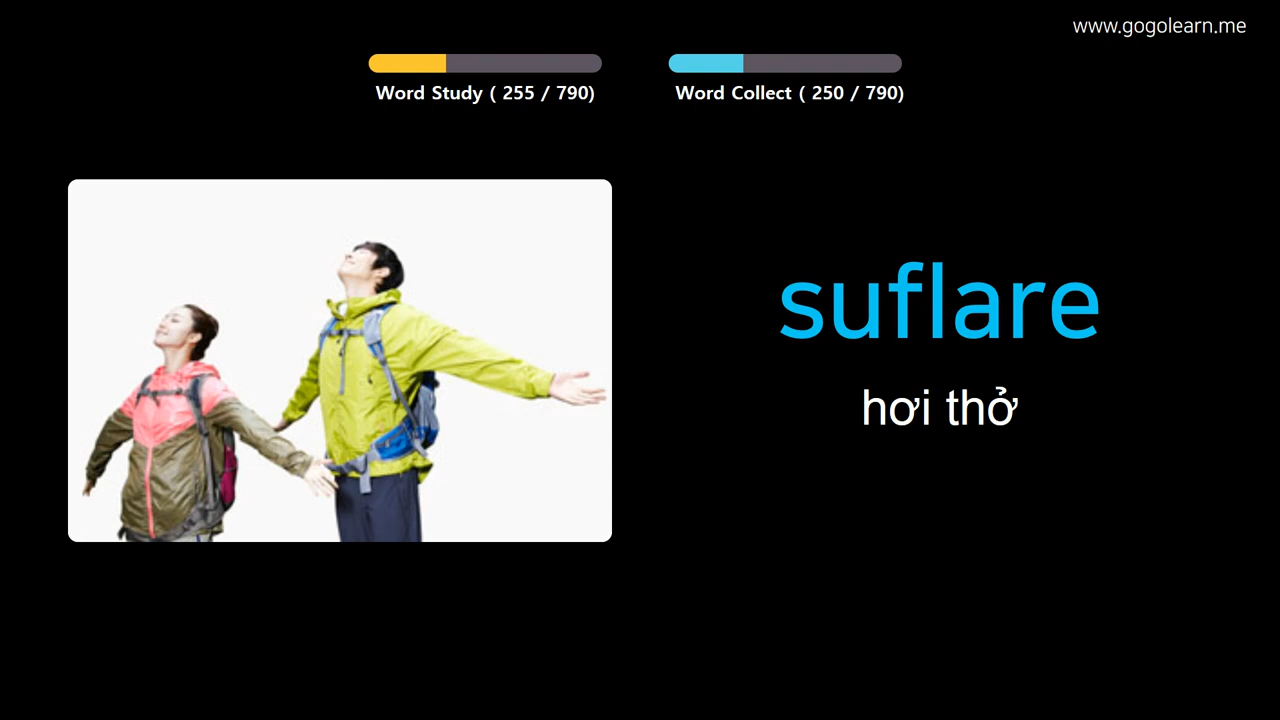 www.gogolearn.me
Word Study ( 255 / 790)
Word Collect ( 250 / 790)
suflare
hơi thở